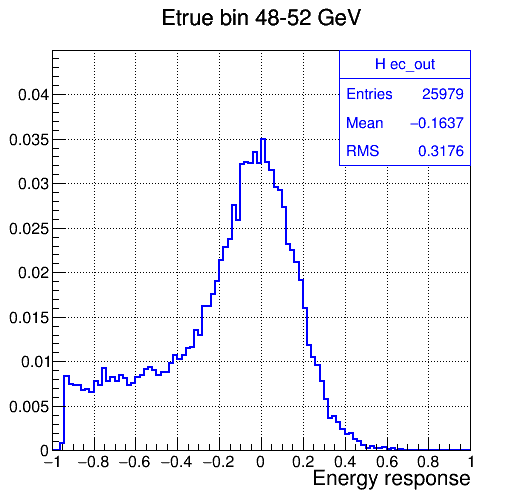 Etrue bin 48-52 GeV
H ec_out
Entries 25979
Mean −0.1637
RMS 0.3176
0.04
0.035
0.03
0.025
0.02
0.015
0.01
0.005
0
−1 −0.8 −0.6 −0.4 −0.2 0 0.2 0.4 0.6 0.8 1
Energy response